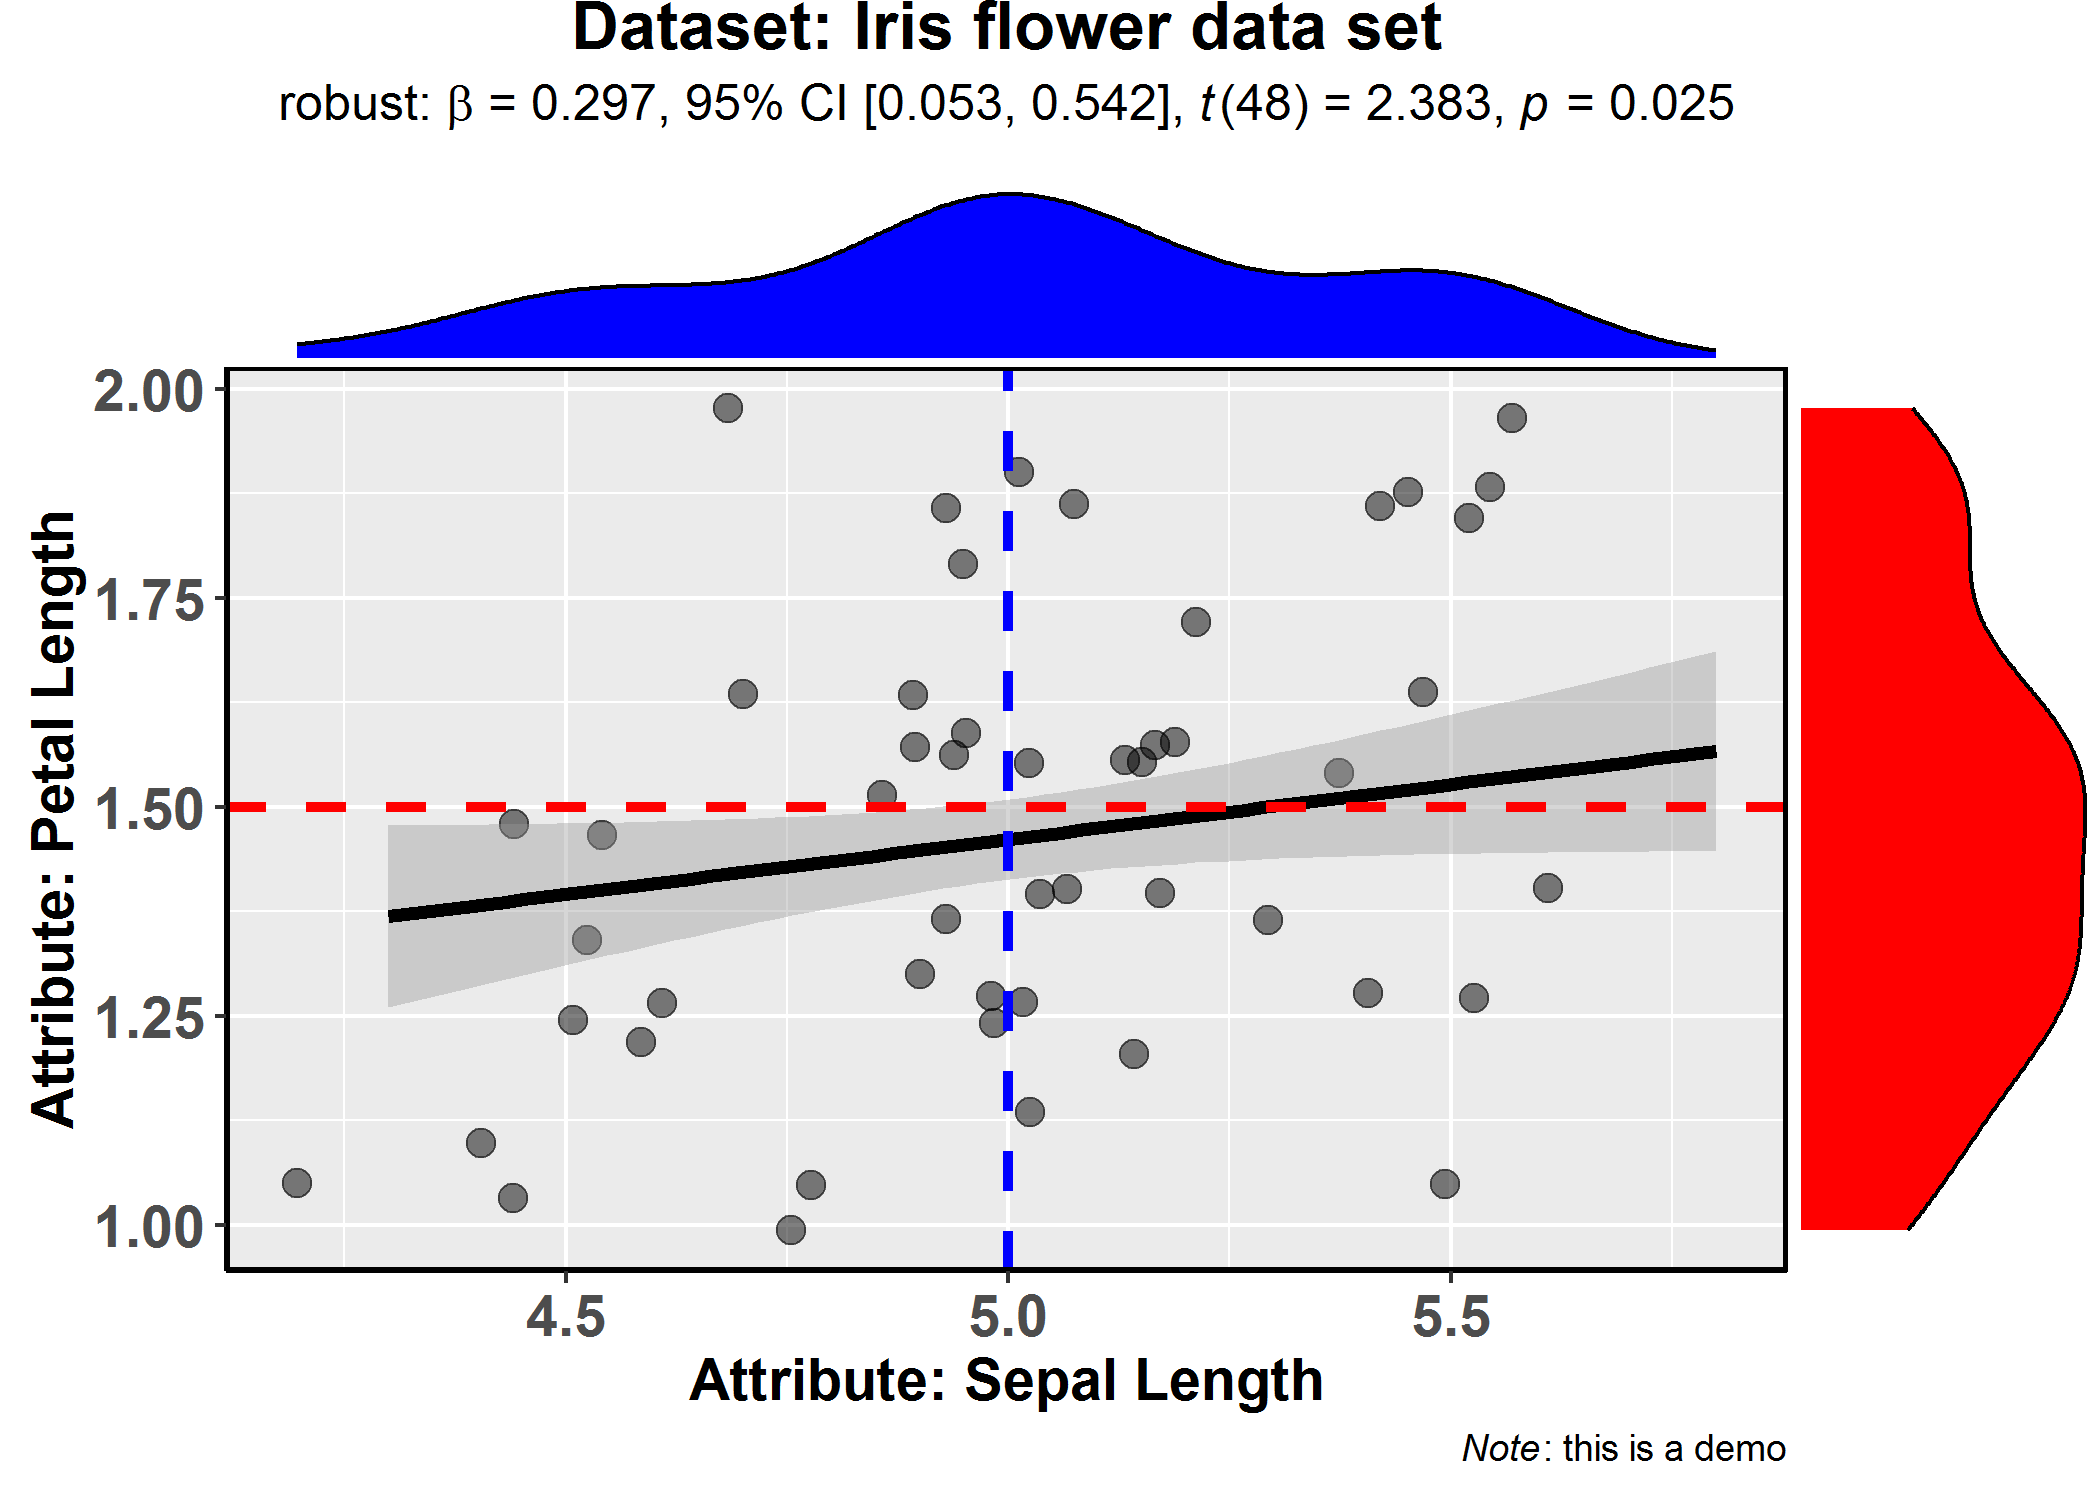 Dataset: Iris flower data set
robust: β = 0.297, 95% CI [0.053, 0.542], t(48) = 2.383, p = 0.025
Attribute: Petal Length
2.00
1.75
1.50
1.25
1.00
4.5 5.0 5.5
Attribute: Sepal Length
Note: this is a demo